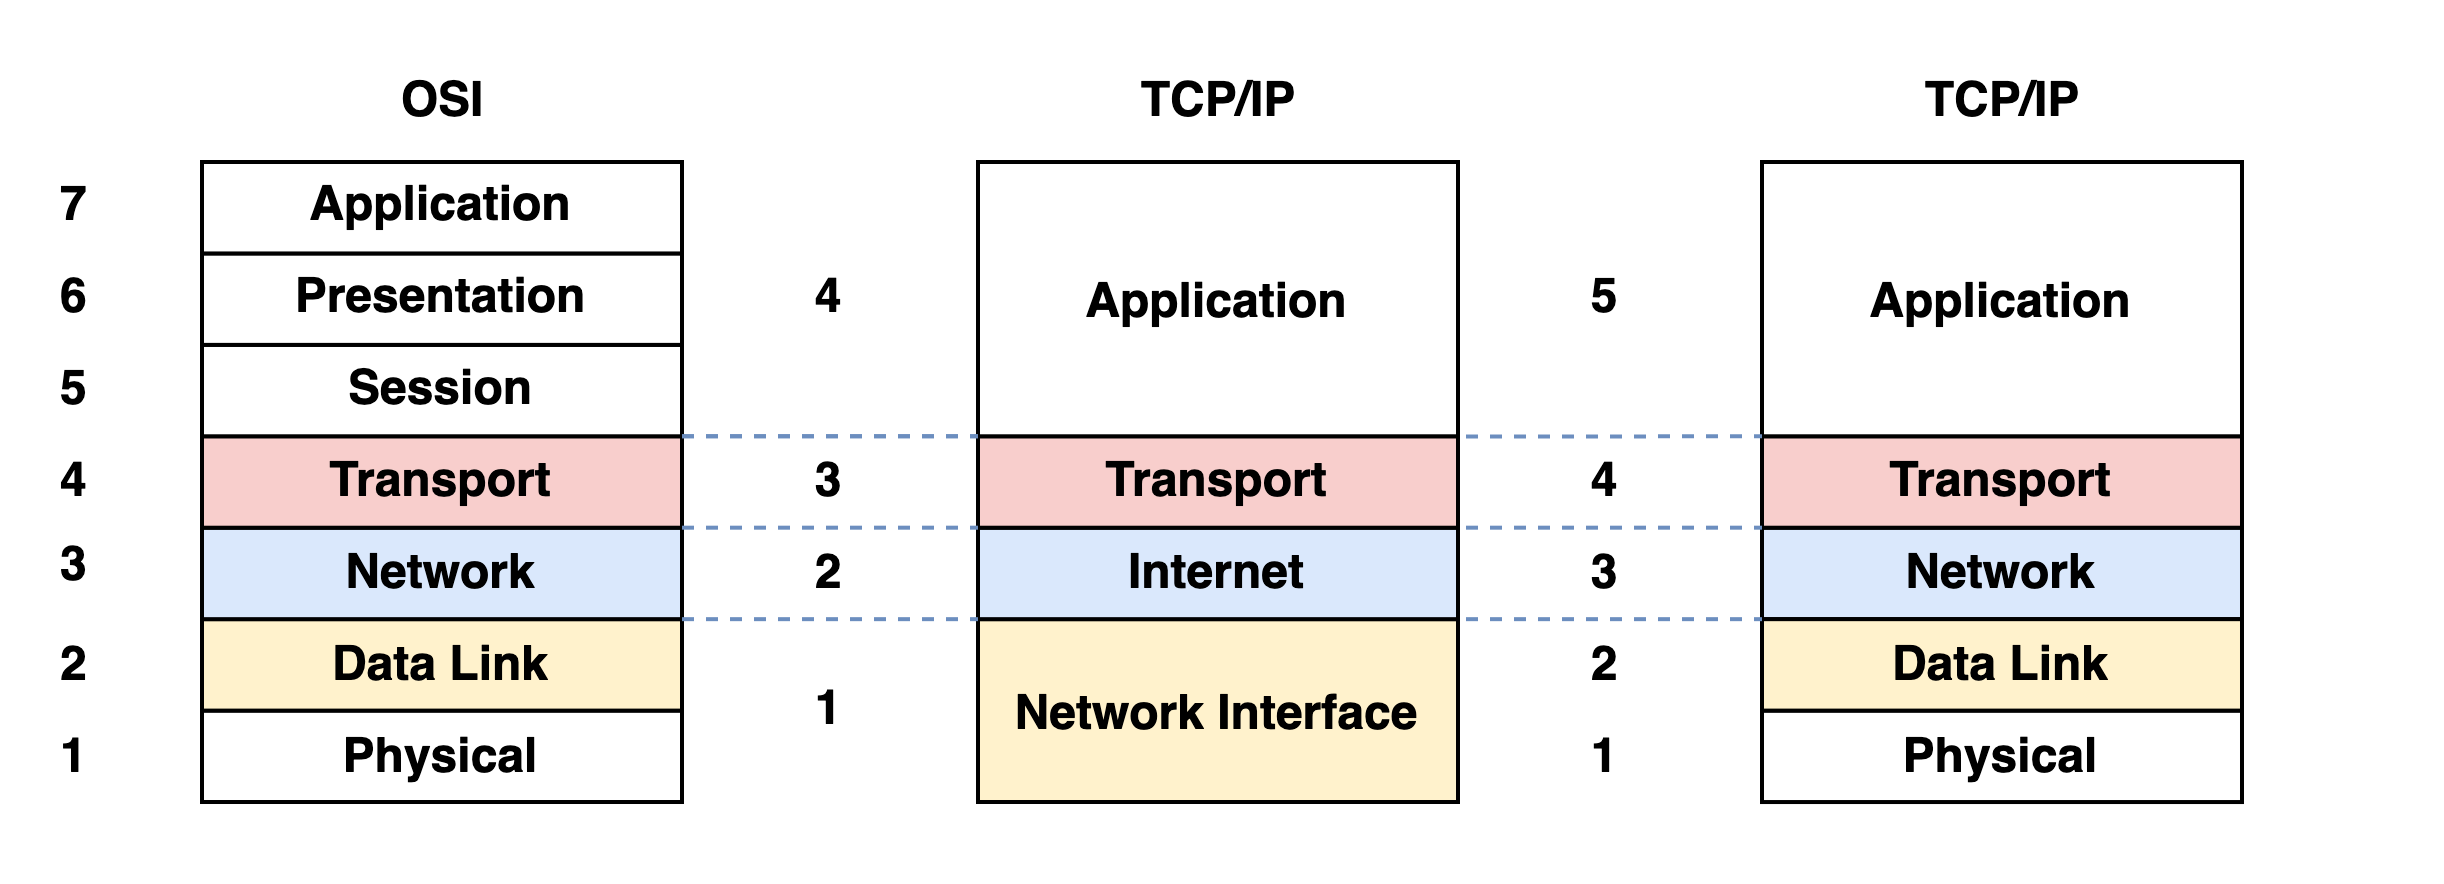 OSI
TCP/IP
TCP/IP
7
Application
6
Presentation
4
Application
5
Application
5
Session
4
Transport
3
Transport
4
Transport
3
Network
2
Internet
3
Network
2
Data Link
1
Network Interface
2
Data Link
1
Physical
1
Physical